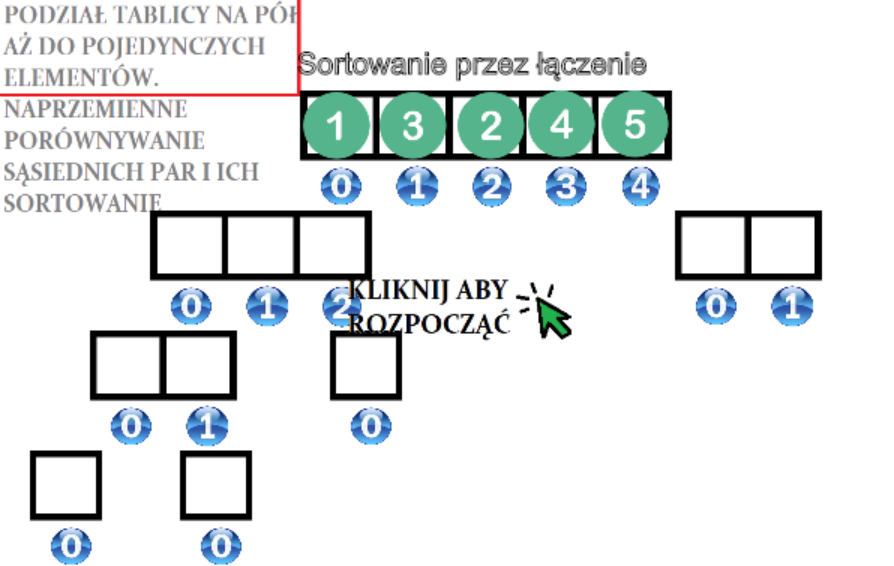 PODZIAŁ TABLICY NA PÓŁ
AŻ DO POJEDYNCZYCH
ELEMENTÓW.
NAPRZEMIENNE
PORÓWNYWANIE
SĄSIEDNICH PAR I ICH
SORTOWANIE
Sortowanie przez łączenie
1 3 2 4 5
0 1 2 3 4
0 1 2
0 1
KLIKNIJ ABY
ROZPOCZĄĆ
0 1
0
0
0